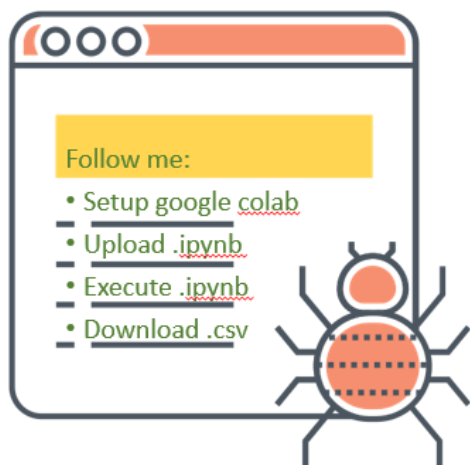 Follow me:
• Setup google colab
• Upload .ipynb
• Execute .ipynb
• Download .csv